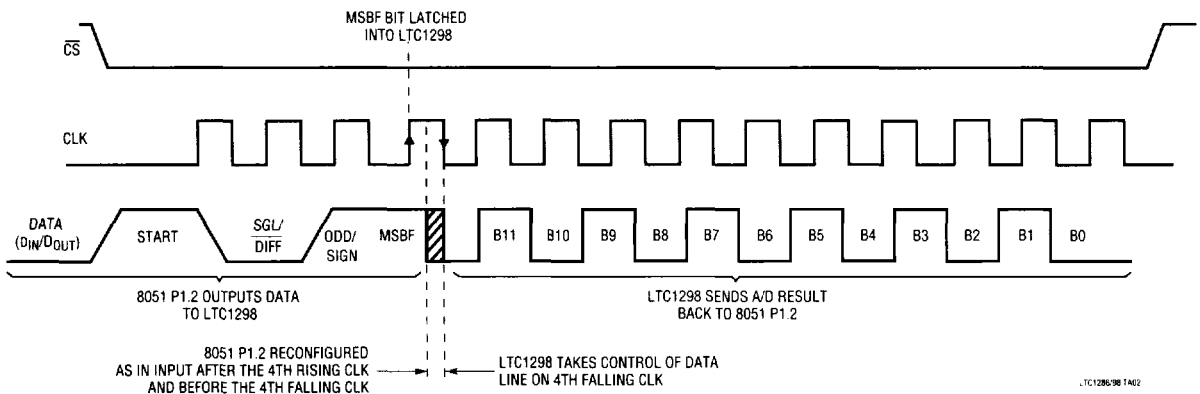 MSBF BIT LATCHED
INTO LTC1298
CS
CLK
DATA
(DIN/DOUT)
START
SGL/
DIFF
ODD/
SIGN
MSBF
B11
B10
B9
B8
B7
B6
B5
B4
B3
B2
B1
B0
8051 P1.2 OUTPUTS DATA
TO LTC1298
LTC1298 SENDS A/D RESULT
BACK TO 8051 P1.2
8051 P1.2 RECONFIGURED
AS IN INPUT AFTER THE 4TH RISING CLK
AND BEFORE THE 4TH FALLING CLK
LTC1298 TAKES CONTROL OF DATA
LINE ON 4TH FALLING CLK
LTC1286/98 TA02